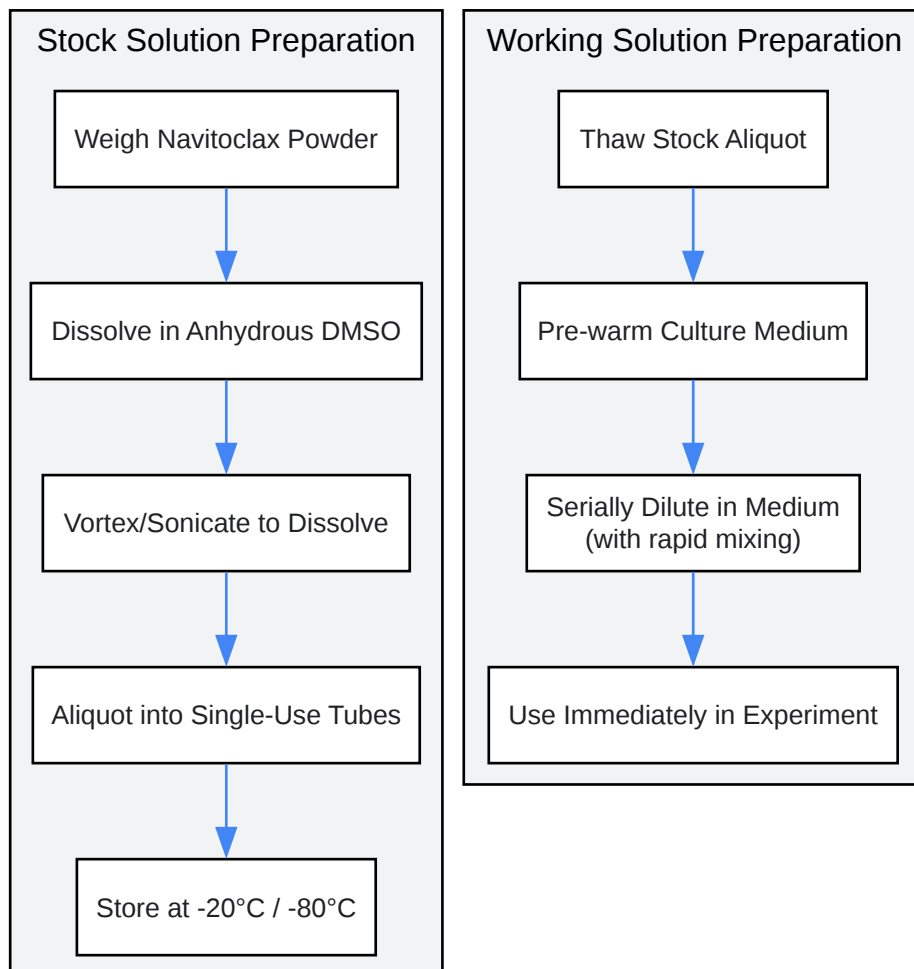 Stock Solution Preparation
Weigh Navitoclax Powder
Dissolve in Anhydrous DMSO
Vortex/Sonicate to Dissolve
Aliquot into Single-Use Tubes
Store at -20°C / -80°C
Working Solution Preparation
Thaw Stock Aliquot
Pre-warm Culture Medium
Serially Dilute in Medium
(with rapid mixing)
Use Immediately in Experiment